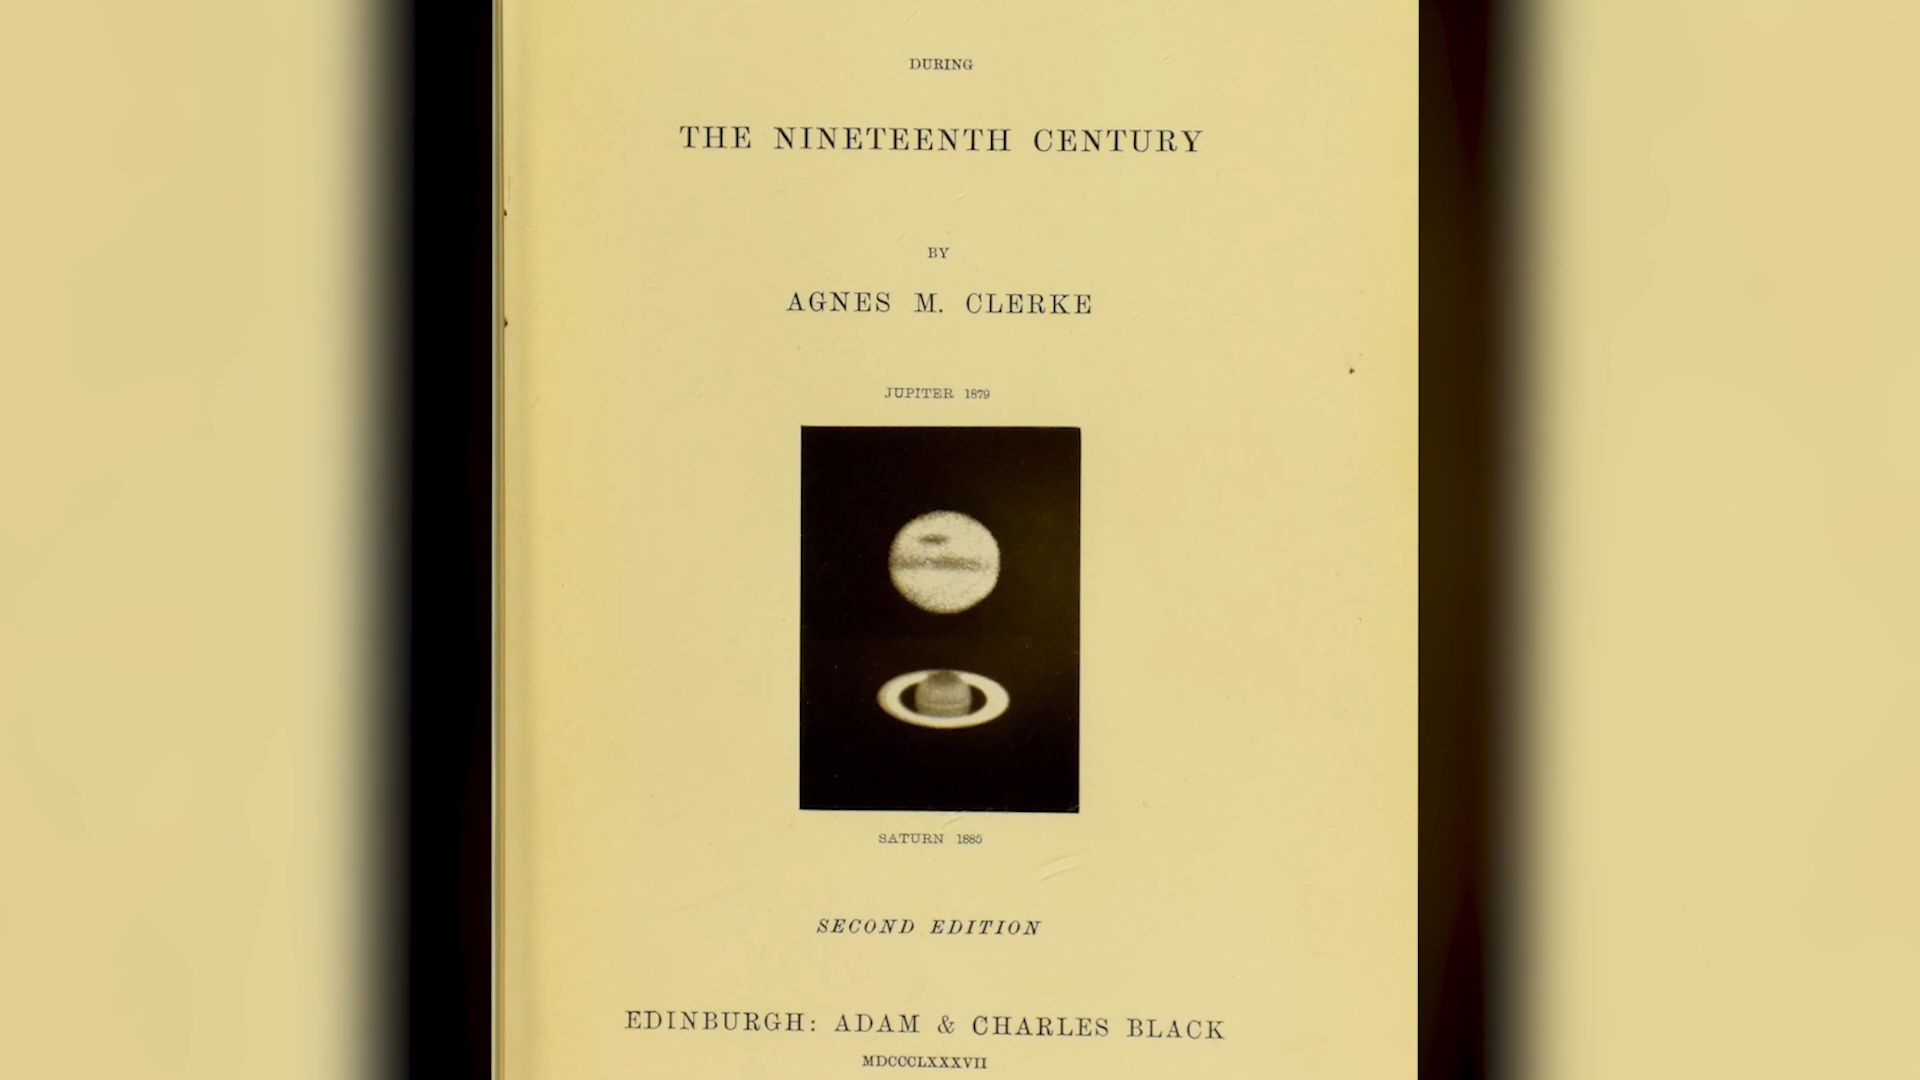 DURING
THE NINETEENTH CENTURY
BY
AGNES M. CLERKE
JUPITER 1879
SATURN 1885
SECOND EDITION
EDINBURGH: ADAM & CHARLES BLACK
MDCCCLXXXVII